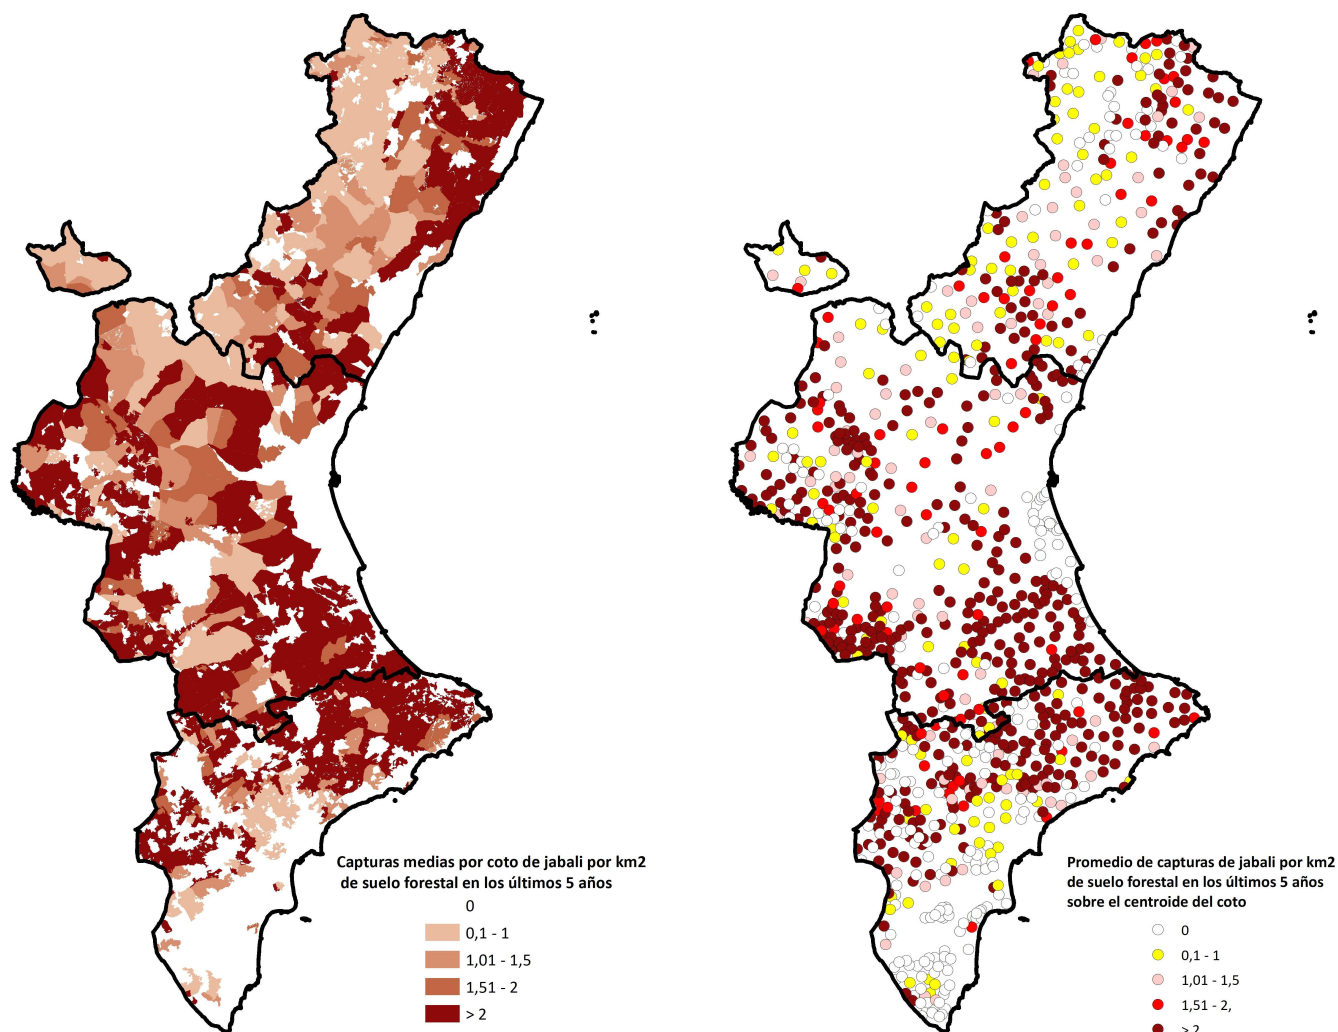 Capturas medias por coto de jabali por km2
de suelo forestal en los últimos 5 años
0
0,1 - 1
1,01 - 1,5
1,51 - 2
> 2
Promedio de capturas de jabali por km2
de suelo forestal en los últimos 5 años
sobre el centroide del coto
0
0,1 - 1
1,01 - 1,5
1,51 - 2,
> 2